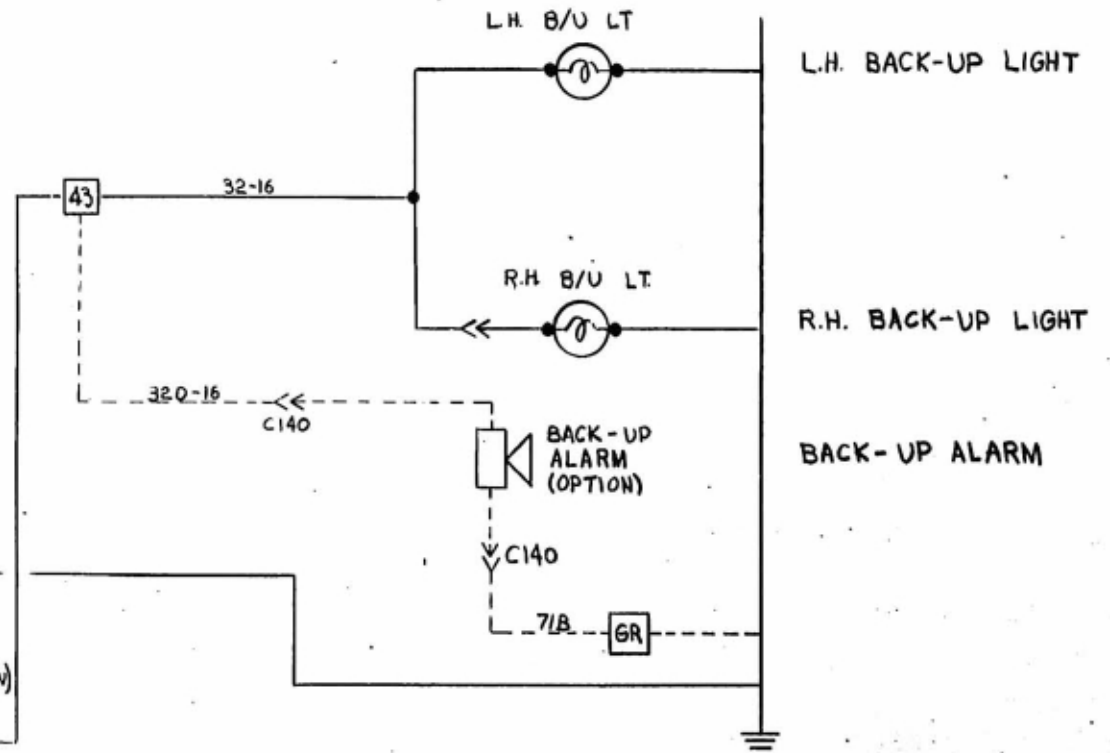 L.H. B/U LT
L.H. BACK-UP LIGHT
43
32-16
R.H. B/U LT.
R.H. BACK-UP LIGHT
320-16
C140
BACK-UP
ALARM
(OPTION)
BACK-UP ALARM
C140
71B
GR